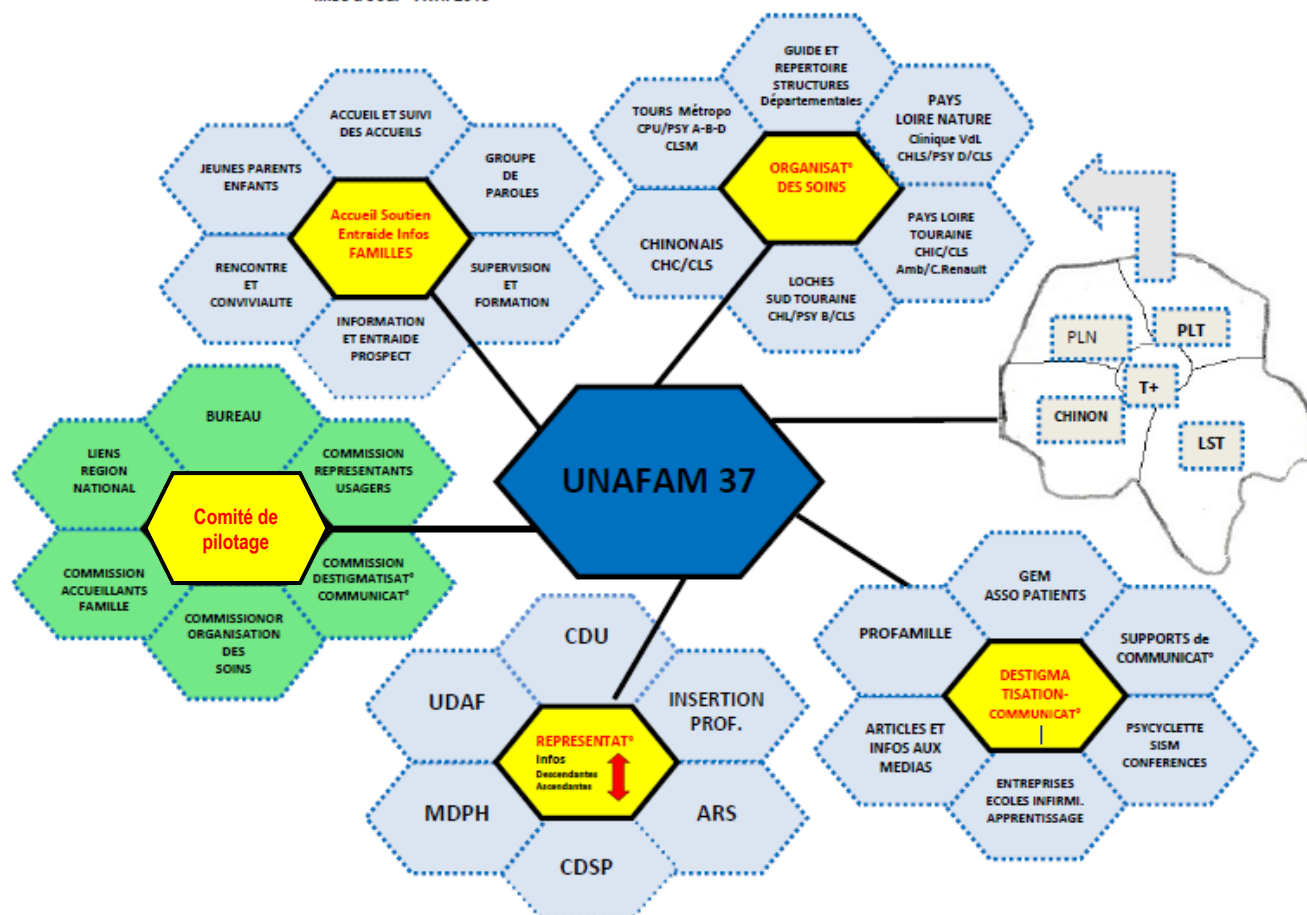 ACCUEIL ET SUIVI
DES ACCUEILS
JEUNES PARENTS
ENFANTS
GROUPE
DE
PAROLES
Accueil Soutien
Entraide Infos
FAMILLES
RENCONTRE
ET
CONVIVIALITE
SUPERVISION
ET
FORMATION
INFORMATION
ET ENTRAIDE
PROSPECT
GUIDE ET
REPERTOIRE
STRUCTURES
Départementales
TOURS Métropo
CPU/PSY A-B-D
CLSM
PAYS
LOIRE NATURE
Clinique VdL
CHLS/PSY D/CLS
ORGANISAT°
DES SOINS
CHINONAIS
CHC/CLS
PAYS LOIRE
TOURAINE
CHIC/CLS
Amb/C.Renault
LOCHES
SUD TOURAINE
CHL/PSY B/CLS
PLN
PLT
T+
CHINON
LST
UNAFAM 37
BUREAU
LIENS
REGION
NATIONAL
COMMISSION
REPRESENTANTS
USAGERS
Comité de
pilotage
COMMISSION
ACCUEILLANTS
FAMILLE
COMMISSION
DESTIGMATISAT°
COMMUNICAT°
COMMISSIONOR
ORGANISATION
DES
SOINS
CDU
UDAF
INSERTION
PROF.
REPRESENTAT°
Infos
Descendantes
Ascendantes
MDPH
ARS
CDSP
GEM
ASSO PATIENTS
PROFAMILLE
SUPPORTS de
COMMUNICAT°
DESTIGMA
TISATION-
COMMUNICAT°
ARTICLES ET
INFOS AUX
MEDIAS
PSYCYCLETTE
SISM
CONFERENCES
ENTREPRISES
ECOLES INFIRMI.
APPRENTISSAGE